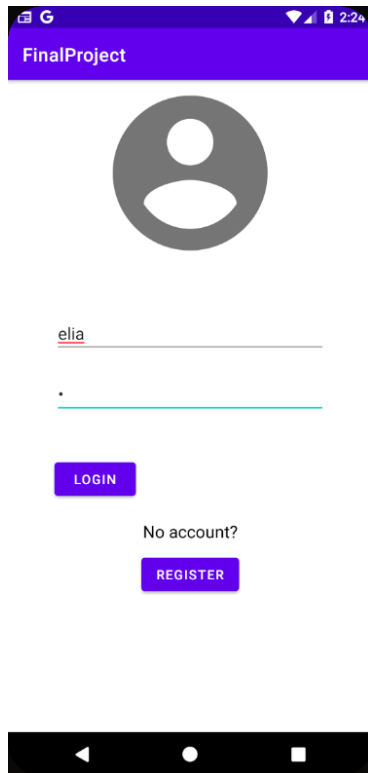 G 2:24
FinalProject
elia
•
LOGIN
No account?
REGISTER